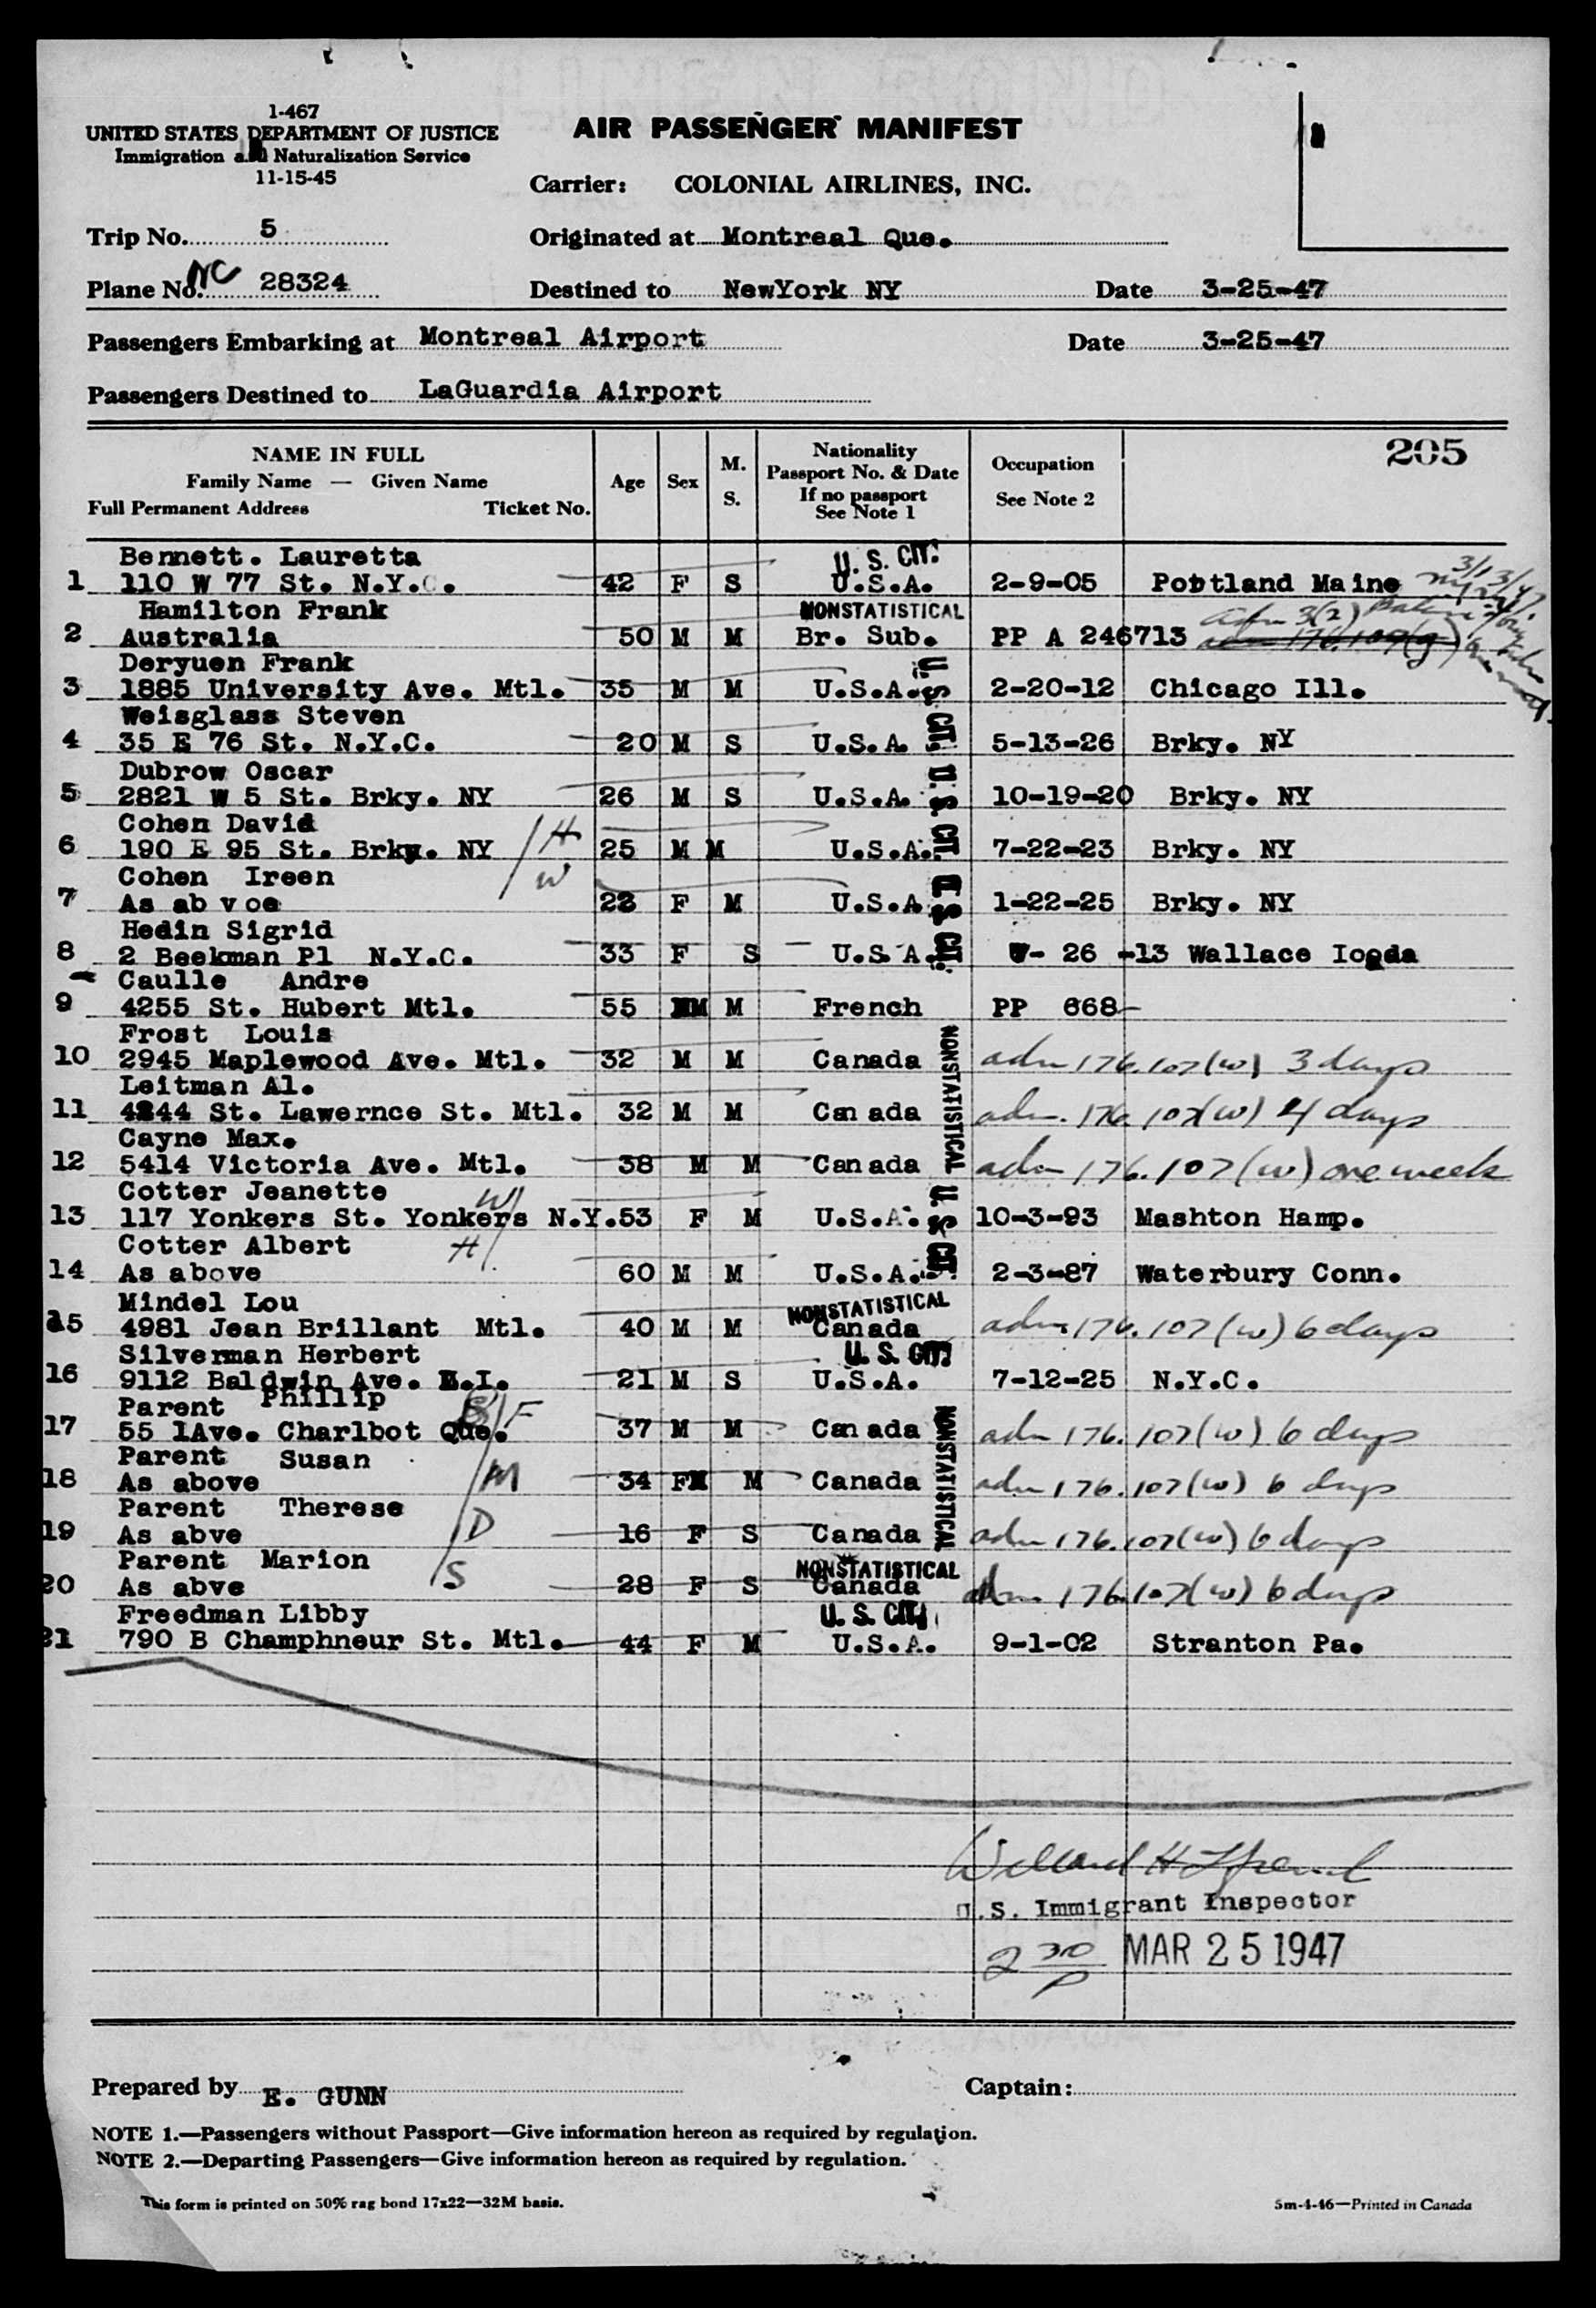 1-467
UNITED STATES DEPARTMENT OF JUSTICE
Immigration and Naturalization Service
11-15-45
AIR PASSENGER MANIFEST
Carrier: COLONIAL AIRLINES, INC.
Trip No. 5 Originated at Montreal Que.
Plane No. NC 28324 Destined to NewYork NY Date 3-25-47
Passengers Embarking at Montreal Airport Date 3-25-47
Passengers Destined to LaGuardia Airport
NAME IN FULL
Family Name — Given Name
Full Permanent Address Ticket No.
Age Sex M. S.
Nationality
Passport No. & Date
If no passport
See Note 1
Occupation
See Note 2
205
Bennett. Lauretta U. S. CIT.
1 110 W 77 St. N.Y.C. 42 F S U.S.A. 2-9-05 Portland Maine
Hamilton Frank NONSTATISTICAL adm 3(2)
2 Australia 50 M M Br. Sub. PP A 246713
Deryuen Frank
3 1885 University Ave. Mtl. 35 M M U.S.A. U. S. CIT. 2-20-12 Chicago Ill.
Weisglass Steven
4 35 E 76 St. N.Y.C. 20 M S U.S.A. 5-13-26 Brky. NY
Dubrow Oscar
5 2821 W 5 St. Brky. NY 26 M S U.S.A. U. S. CIT. 10-19-20 Brky. NY
Cohen David H
6 190 E 95 St. Brky. NY 25 M M U.S.A. 7-22-23 Brky. NY
Cohen Ireen W
7 As ab v oe 22 F M U.S.A. U. S. CIT. 1-22-25 Brky. NY
Hedin Sigrid
8 2 Beekman Pl N.Y.C. 33 F S U.S.A. - 26 -13 Wallace
Caulle Andre
9 4255 St. Hubert Mtl. 55 M M French PP 668-
Frost Louis
10 2945 Maplewood Ave. Mtl. 32 M M Canada NONSTATISTICAL adm 176.107(w) 3 days
Leitman Al.
11 4244 St. Lawernce St. Mtl. 32 M M Canada adm. 176.107(w) 4 days
Cayne Max.
12 5414 Victoria Ave. Mtl. 38 M M Canada adm 176.107(w) one week
Cotter Jeanette W
13 117 Yonkers St. Yonkers N.Y. 53 F M U.S.A. U. S. CIT. 10-3-93 Mashton Hamp.
Cotter Albert H
14 As above 60 M M U.S.A. 2-3-87 Waterbury Conn.
Mindel Lou NONSTATISTICAL
15 4981 Jean Brillant Mtl. 40 M M Canada adm 176.107(w) 6 days
Silverman Herbert U. S. CIT.
16 9112 Baldwin Ave. L.I. 21 M S U.S.A. 7-12-25 N.Y.C.
Parent Phillip F
17 55 1Ave. Charlbot Que. 37 M M Canada NONSTATISTICAL adm 176.107(w) 6 days
Parent Susan M
18 As above 34 F M Canada adm 176.107(w) 6 days
Parent Therese D
19 As abve 16 F S Canada adm 176.107(w) 6 days
Parent Marion S NONSTATISTICAL
20 As abve 28 F S Canada adm 176.107(w) 6 days
Freedman Libby U. S. CIT.
21 790 B Champhneur St. Mtl. 44 F M U.S.A. 9-1-02 Stranton Pa.
Willard H
U.S. Immigrant Inspector
2 30 P MAR 25 1947
Prepared by E. GUNN Captain:
NOTE 1.—Passengers without Passport—Give information hereon as required by regulation.
NOTE 2.—Departing Passengers—Give information hereon as required by regulation.
This form is printed on 50% rag bond 17x22—32M basis. 5m-4-46—Printed in Canada